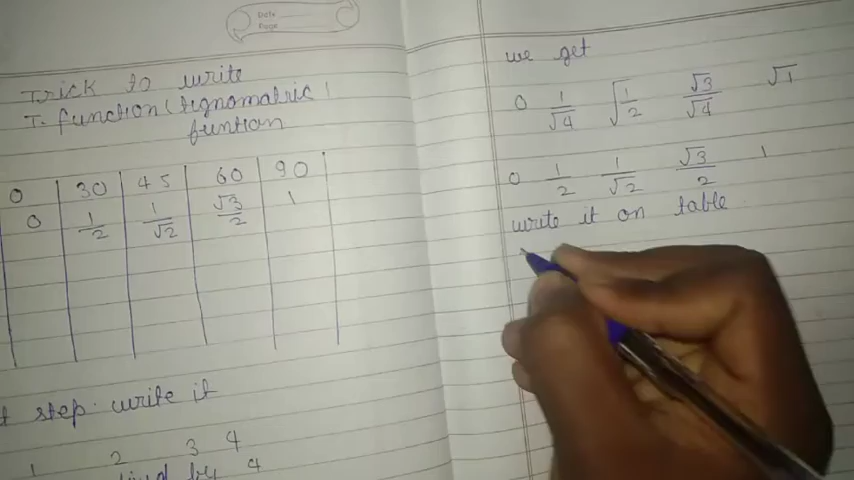 Date
Page
Trick to write
T- function (tignomatric)
funtion
0 30 45 60 90
0 1/2 1/√2 √3/2 1
step: write it
1 2 3 4
by 4
we get
0 1/√4 √1/2 √3/√4 √1
0 1/2 1/√2 √3/2 1
write it on table